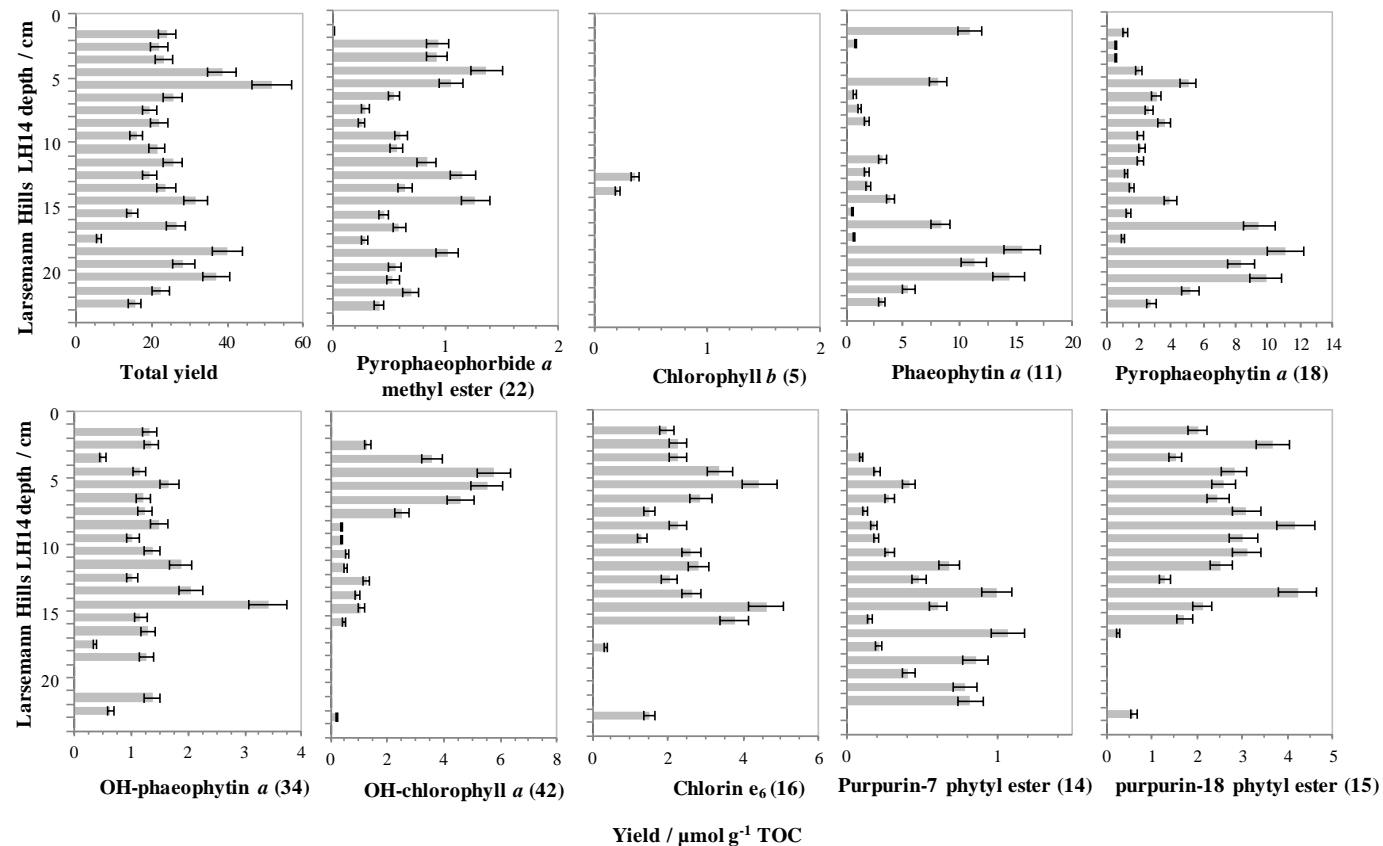 Larsemann Hills LH14 depth / cm
0
5
10
15
20
0 20 40 60
Total yield
0 1 2
Pyrophaeophorbide a
methyl ester (22)
0 1 2
Chlorophyll b (5)
0 5 10 15 20
Phaeophytin a (11)
0 2 4 6 8 10 12 14
Pyrophaeophytin a (18)
Larsemann Hills LH14 depth / cm
0
5
10
15
20
0 1 2 3 4
OH-phaeophytin a (34)
0 2 4 6 8
OH-chlorophyll a (42)
0 2 4 6
Chlorin e₆ (16)
0 1
Purpurin-7 phytyl ester (14)
0 1 2 3 4 5
purpurin-18 phytyl ester (15)
Yield / µmol g⁻¹ TOC